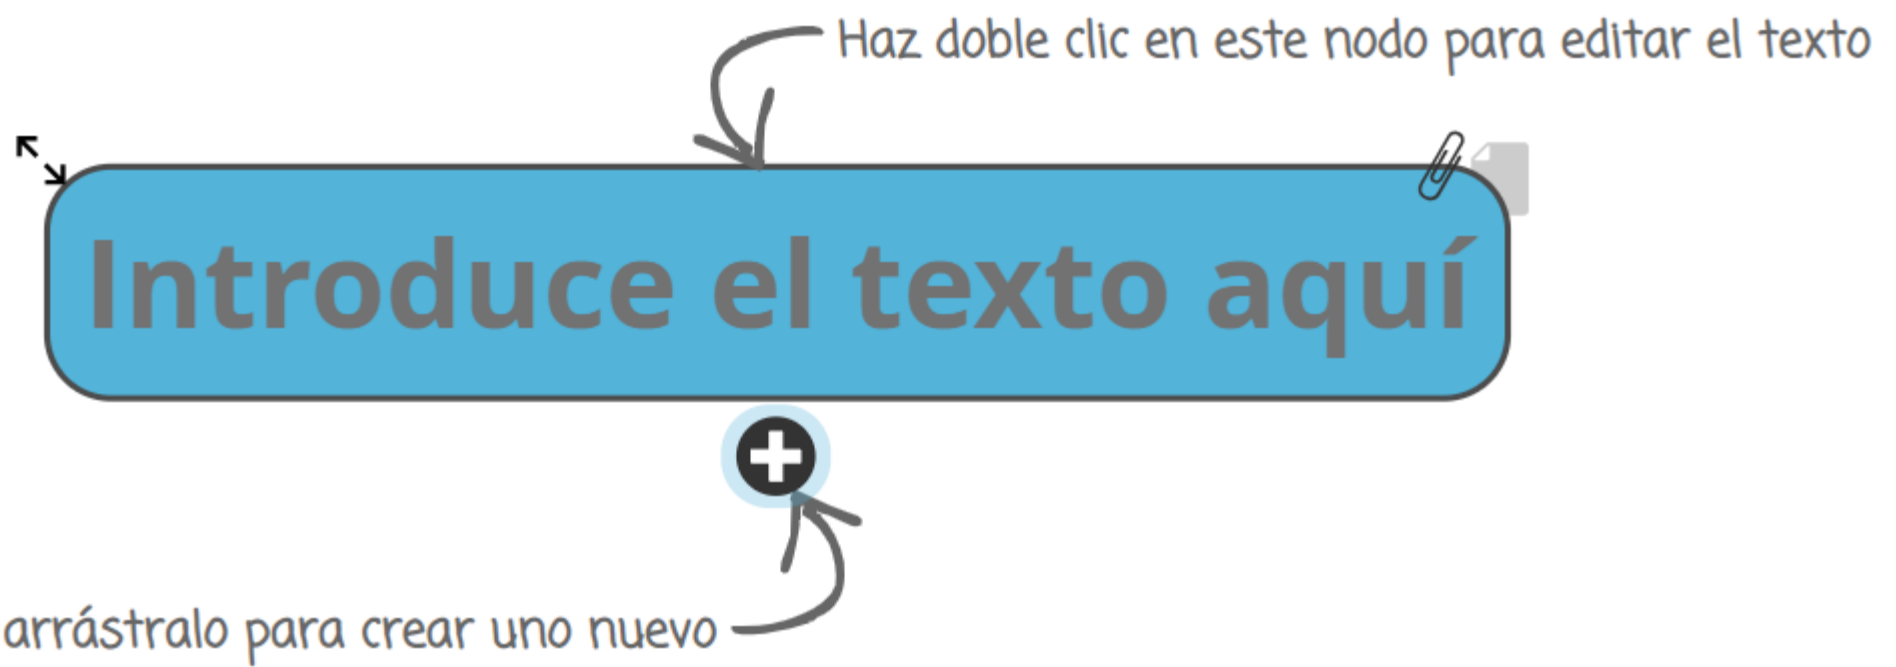 Haz doble clic en este nodo para editar el texto
Introduce el texto aquí
arrástralo para crear uno nuevo